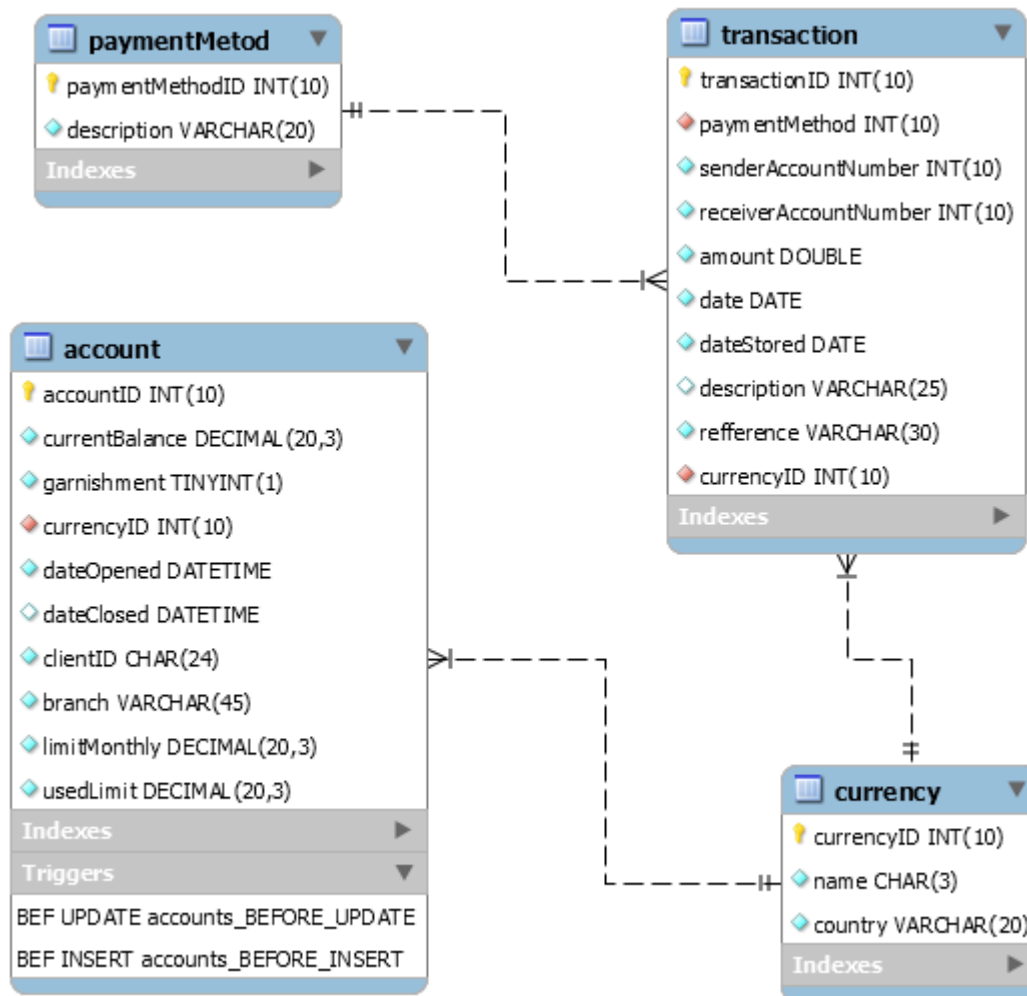 paymentMetod
paymentMethodID INT(10)
description VARCHAR(20)
Indexes
transaction
transactionID INT(10)
paymentMethod INT(10)
senderAccountNumber INT(10)
receiverAccountNumber INT(10)
amount DOUBLE
date DATE
dateStored DATE
description VARCHAR(25)
refference VARCHAR(30)
currencyID INT(10)
Indexes
account
accountID INT(10)
currentBalance DECIMAL(20,3)
garnishment TINYINT(1)
currencyID INT(10)
dateOpened DATETIME
dateClosed DATETIME
clientID CHAR(24)
branch VARCHAR(45)
limitMonthly DECIMAL(20,3)
usedLimit DECIMAL(20,3)
Indexes
Triggers
BEF UPDATE accounts_BEFORE_UPDATE
BEF INSERT accounts_BEFORE_INSERT
currency
currencyID INT(10)
name CHAR(3)
country VARCHAR(20)
Indexes